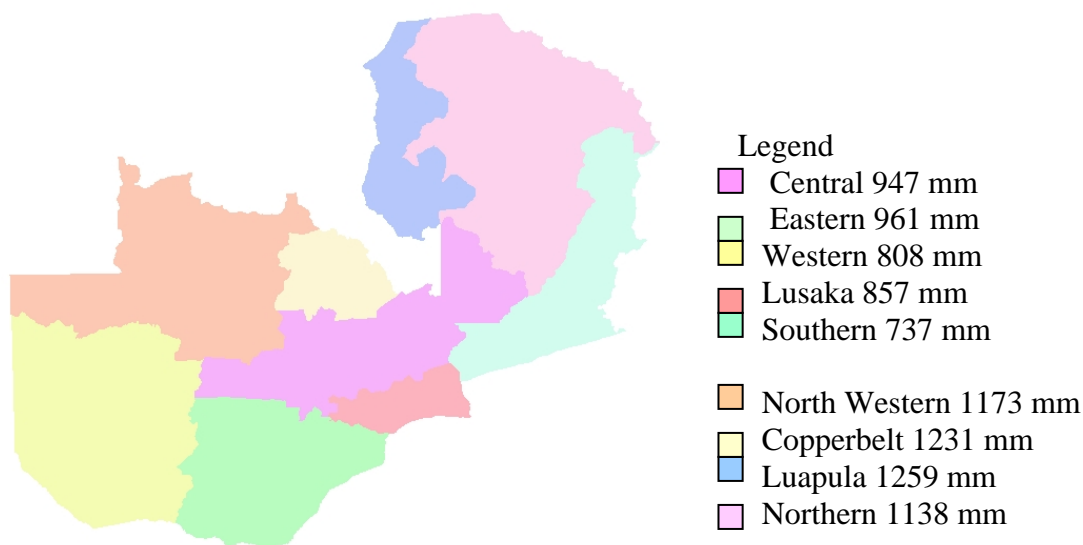 Legend
Central 947 mm
Eastern 961 mm
Western 808 mm
Lusaka 857 mm
Southern 737 mm
North Western 1173 mm
Copperbelt 1231 mm
Luapula 1259 mm
Northern 1138 mm